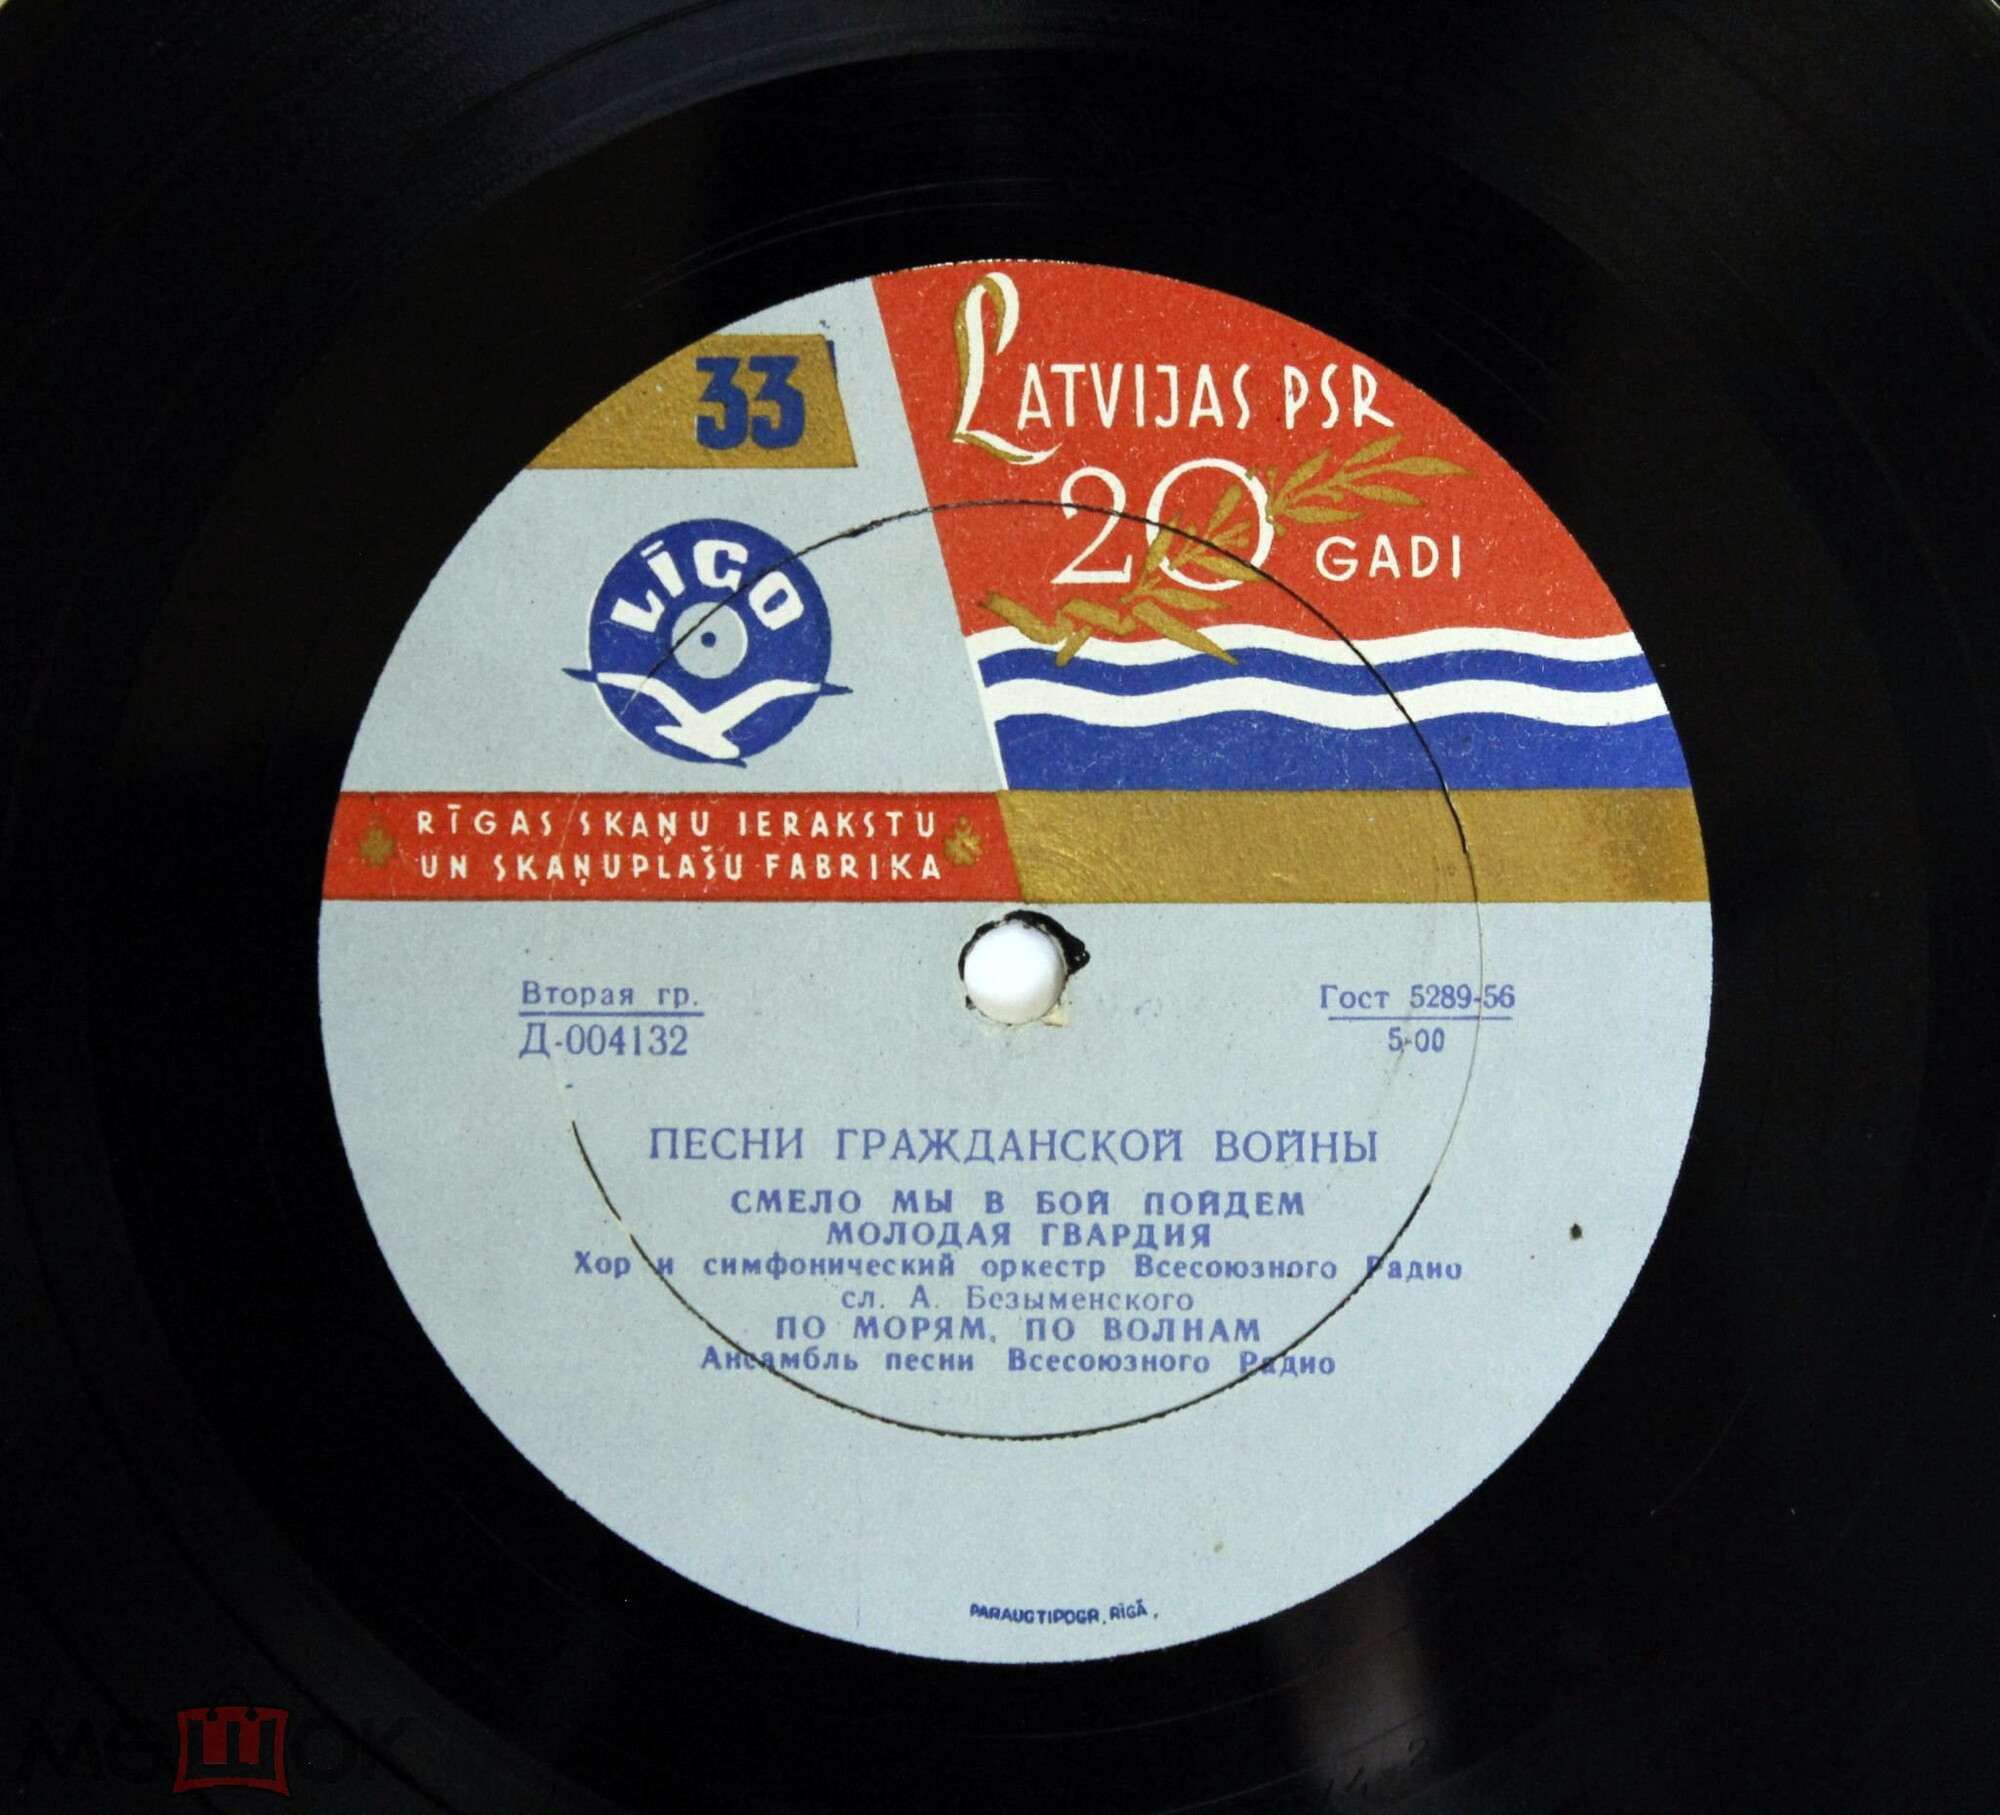 33
LATVIJAS PSR
20 GADI
LĪGO
RĪGAS SKAŅU IERAKSTU
UN SKAŅUPLAŠU FABRIKA
Вторая гр.
Д-004132
Гост 5289-56
5-00
ПЕСНИ ГРАЖДАНСКОЙ ВОЙНЫ
СМЕЛО МЫ В БОЙ ПОЙДЕМ
МОЛОДАЯ ГВАРДИЯ
Хор и симфонический оркестр Всесоюзного Радио
сл. А. Безыменского
ПО МОРЯМ, ПО ВОЛНАМ
Ансамбль песни Всесоюзного Радио
PARAUGTIPOGR. RĪGĀ.
мешок